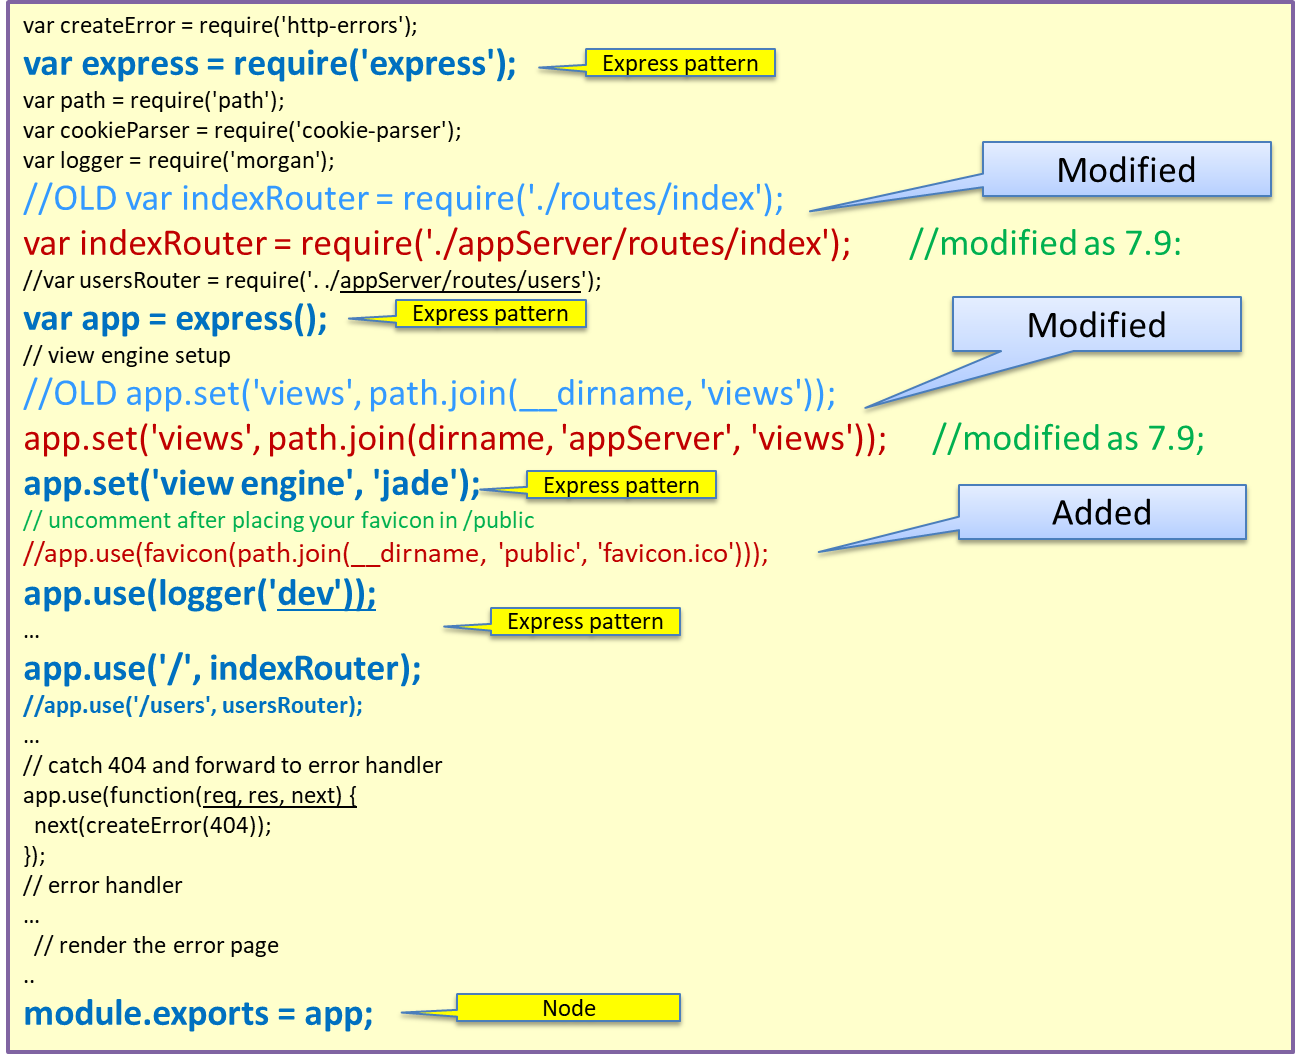 var createError = require('http-errors');
var express = require('express');
Express pattern
var path = require('path');
var cookieParser = require('cookie-parser');
var logger = require('morgan');
Modified
//OLD var indexRouter = require('./routes/index');
var indexRouter = require('./appServer/routes/index'); //modified as 7.9:
//var usersRouter = require('. ./appServer/routes/users');
var app = express();
Express pattern
Modified
// view engine setup
//OLD app.set('views', path.join(__dirname, 'views'));
app.set('views', path.join(dirname, 'appServer', 'views')); //modified as 7.9;
app.set('view engine', 'jade');
Express pattern
Added
// uncomment after placing your favicon in /public
//app.use(favicon(path.join(__dirname, 'public', 'favicon.ico')));
app.use(logger('dev'));
Express pattern
...
app.use('/', indexRouter);
//app.use('/users', usersRouter);
...
// catch 404 and forward to error handler
app.use(function(req, res, next) {
next(createError(404));
});
// error handler
...
// render the error page
..
module.exports = app;
Node